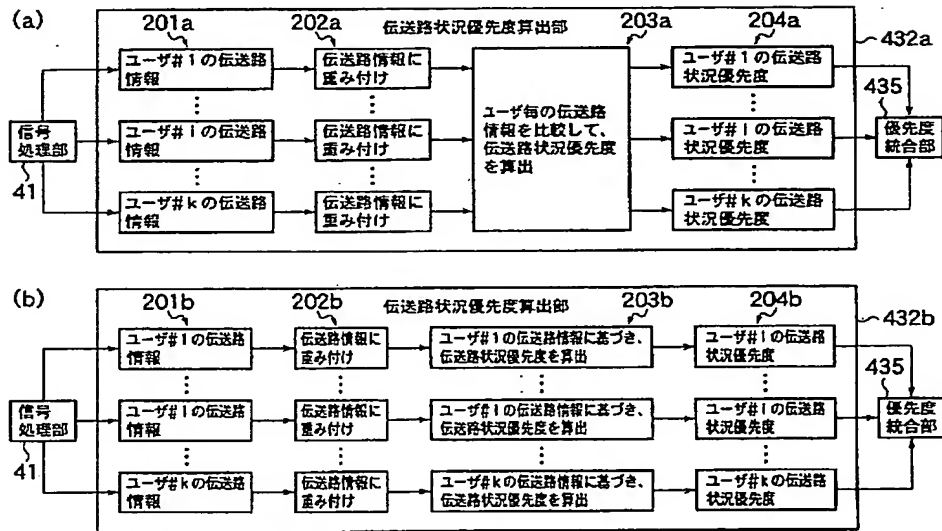 (a)
201a
202a
伝送路状況優先度算出部
203a
204a
432a
ユーザ#1の伝送路
情報
伝送路情報に
重み付け
ユーザ#1の伝送路
状況優先度
435
信号
処理部
41
ユーザ#iの伝送路
情報
伝送路情報に
重み付け
ユーザ毎の伝送路
情報を比較して、
伝送路状況優先度
を算出
ユーザ#iの伝送路
状況優先度
優先度
統合部
ユーザ#kの伝送路
情報
伝送路情報に
重み付け
ユーザ#kの伝送路
状況優先度
(b)
201b
202b
伝送路状況優先度算出部
203b
204b
432b
ユーザ#1の伝送路
情報
伝送路情報に
重み付け
ユーザ#1の伝送路情報に基づき、
伝送路状況優先度を算出
ユーザ#1の伝送路
状況優先度
435
信号
処理部
41
ユーザ#iの伝送路
情報
伝送路情報に
重み付け
ユーザ#iの伝送路情報に基づき、
伝送路状況優先度を算出
ユーザ#iの伝送路
状況優先度
優先度
統合部
ユーザ#kの伝送路
情報
伝送路情報に
重み付け
ユーザ#kの伝送路情報に基づき、
伝送路状況優先度を算出
ユーザ#kの伝送路
状況優先度